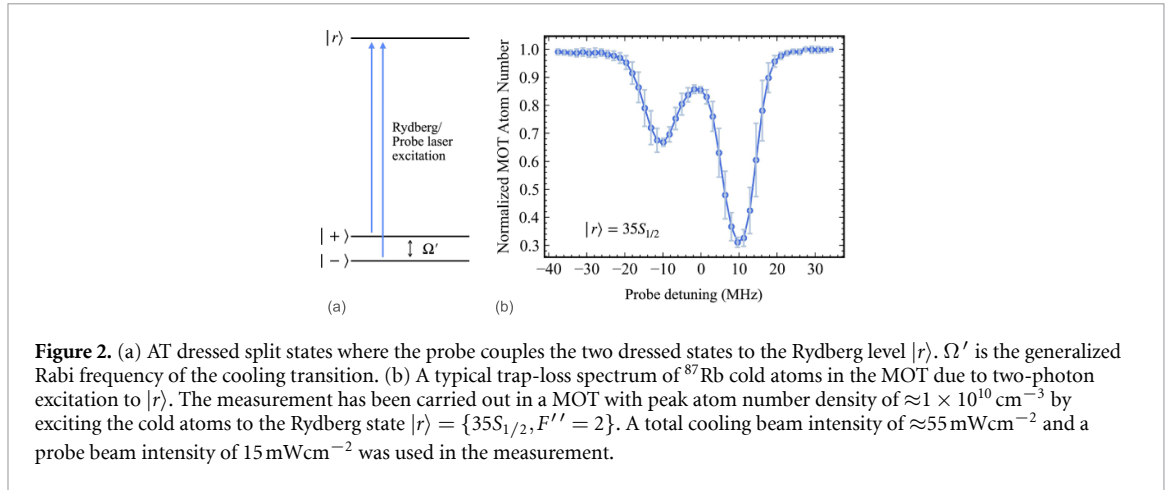 |r⟩
Rydberg/
Probe laser
excitation
|+⟩
Ω′
|−⟩
(a)
Normalized MOT Atom Number
1.0
0.9
0.8
0.7
0.6
0.5
0.4
0.3
|r⟩ = 35S₁/₂
−40 −30 −20 −10 0 10 20 30
Probe detuning (MHz)
(b)
Figure 2. (a) AT dressed split states where the probe couples the two dressed states to the Rydberg level |r⟩. Ω′ is the generalized
Rabi frequency of the cooling transition. (b) A typical trap-loss spectrum of ⁸⁷Rb cold atoms in the MOT due to two-photon
excitation to |r⟩. The measurement has been carried out in a MOT with peak atom number density of ≈1 × 10¹⁰ cm⁻³ by
exciting the cold atoms to the Rydberg state |r⟩ = {35S₁/₂, F′′ = 2}. A total cooling beam intensity of ≈55 mWcm⁻² and a
probe beam intensity of 15 mWcm⁻² was used in the measurement.